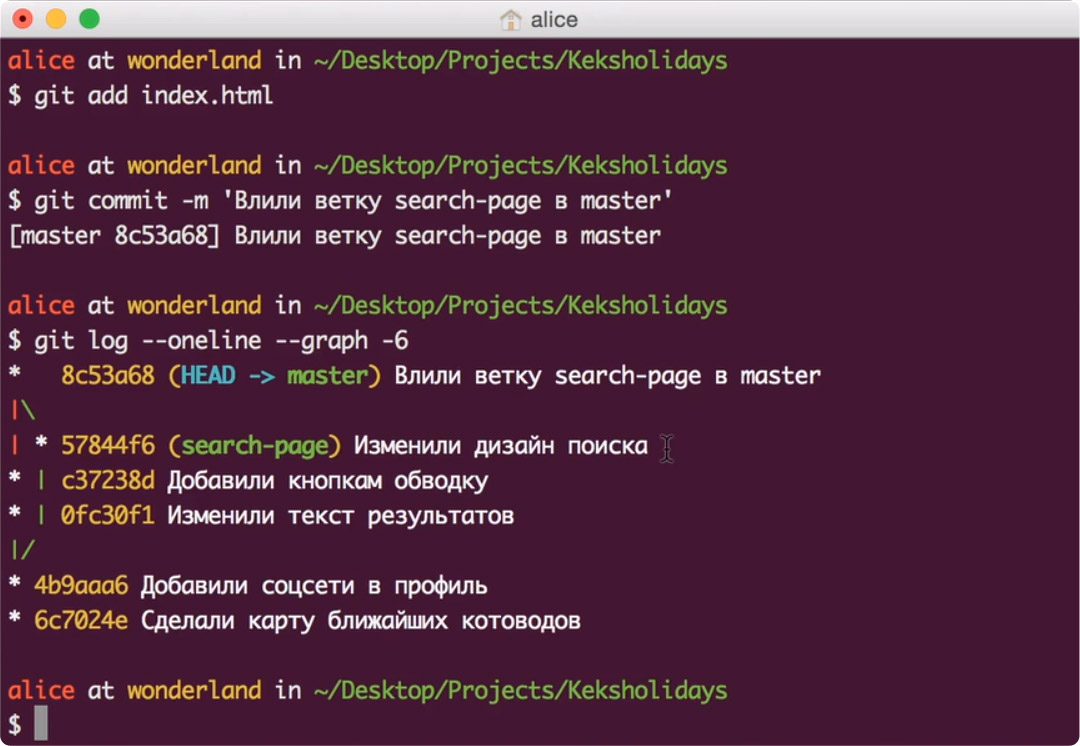 alice
alice at wonderland in ~/Desktop/Projects/Keksholidays
$ git add index.html
alice at wonderland in ~/Desktop/Projects/Keksholidays
$ git commit -m 'Влили ветку search-page в master'
[master 8c53a68] Влили ветку search-page в master
alice at wonderland in ~/Desktop/Projects/Keksholidays
$ git log --oneline --graph -6
*   8c53a68 (HEAD -> master) Влили ветку search-page в master
|\
| * 57844f6 (search-page) Изменили дизайн поиска
* | c37238d Добавили кнопкам обводку
* | 0fc30f1 Изменили текст результатов
|/
* 4b9aaa6 Добавили соцсети в профиль
* 6c7024e Сделали карту ближайших котоводов
alice at wonderland in ~/Desktop/Projects/Keksholidays
$